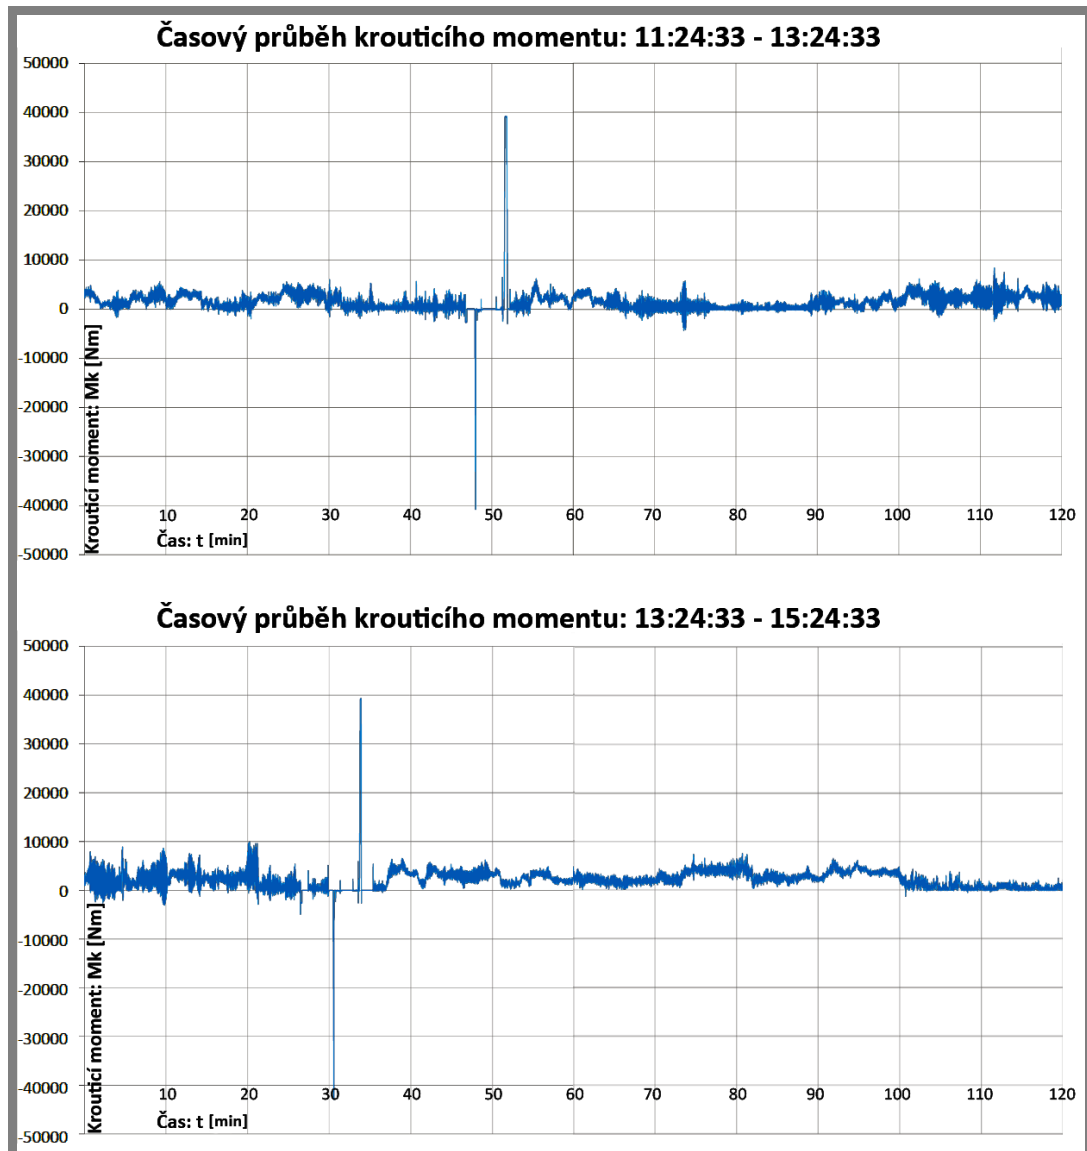 Časový průběh krouticího momentu: 11:24:33 - 13:24:33
50000
40000
30000
20000
10000
0
-10000
-20000
-30000
-40000
-50000
Krouticí moment: Mk [Nm]
10 20 30 40 50 60 70 80 90 100 110 120
Čas: t [min]
Časový průběh krouticího momentu: 13:24:33 - 15:24:33
50000
40000
30000
20000
10000
0
-10000
-20000
-30000
-40000
-50000
Krouticí moment: Mk [Nm]
10 20 30 40 50 60 70 80 90 100 110 120
Čas: t [min]